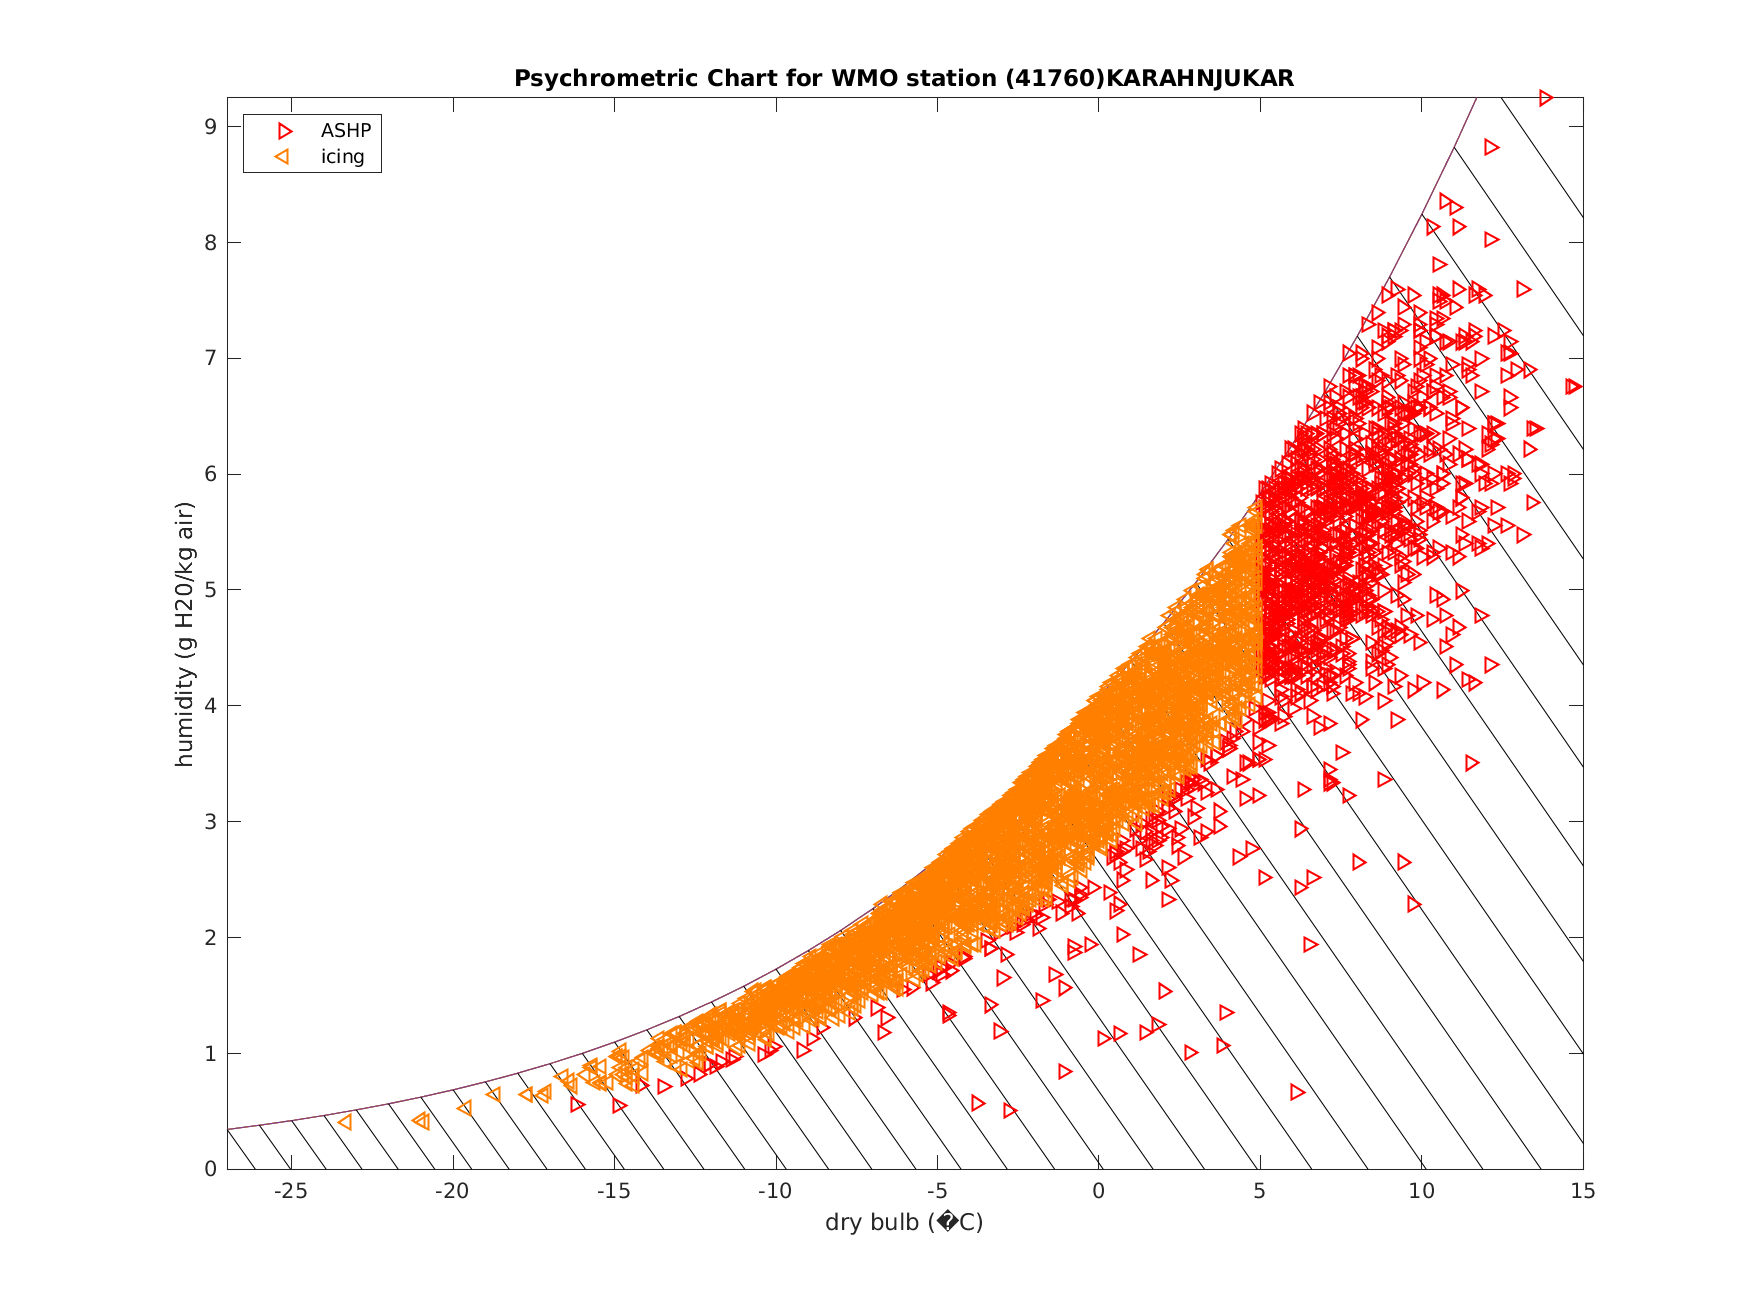 Psychrometric Chart for WMO station (41760)KARAHNJUKAR
ASHP
icing
9
8
7
6
5
4
3
2
1
0
humidity (g H20/kg air)
-25 -20 -15 -10 -5 0 5 10 15
dry bulb (�C)